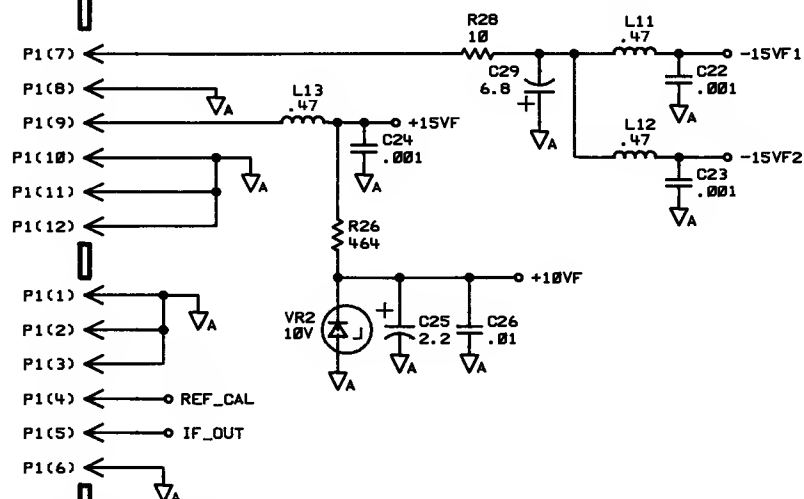 R28
10
L11
.47
P1(7)
-15VF1
C29
6.8
+
C22
.001
A
A
P1(8)
A
L13
.47
P1(9)
+15VF
C24
.001
A
L12
.47
P1(10)
A
-15VF2
C23
.001
A
P1(11)
P1(12)
R26
464
+10VF
P1(1)
A
P1(2)
VR2
10V
+
C25
2.2
C26
.01
A
A
A
P1(3)
P1(4)
REF_CAL
P1(5)
IF_OUT
P1(6)
A